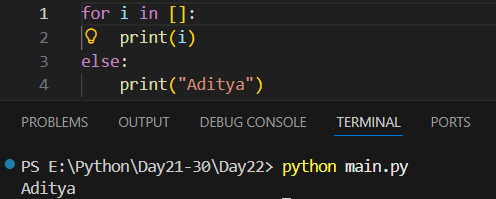 1 for i in []:
2     print(i)
3 else:
4     print("Aditya")
PROBLEMS OUTPUT DEBUG CONSOLE TERMINAL PORTS
PS E:\Python\Day21-30\Day22> python main.py
Aditya